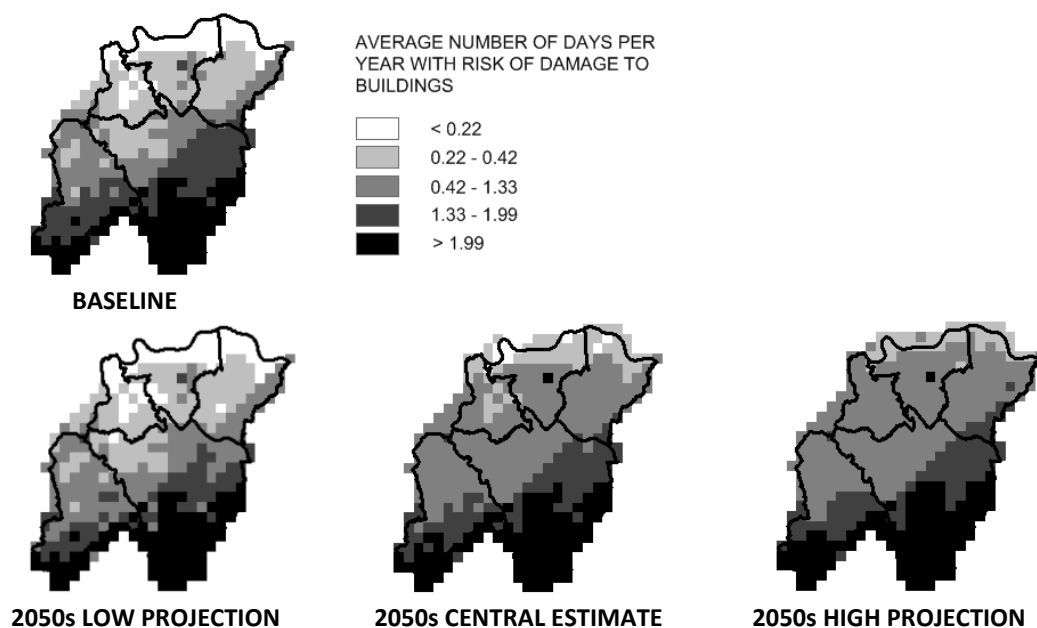 AVERAGE NUMBER OF DAYS PER
YEAR WITH RISK OF DAMAGE TO
BUILDINGS
< 0.22
0.22 - 0.42
0.42 - 1.33
1.33 - 1.99
> 1.99
BASELINE
2050s LOW PROJECTION
2050s CENTRAL ESTIMATE
2050s HIGH PROJECTION